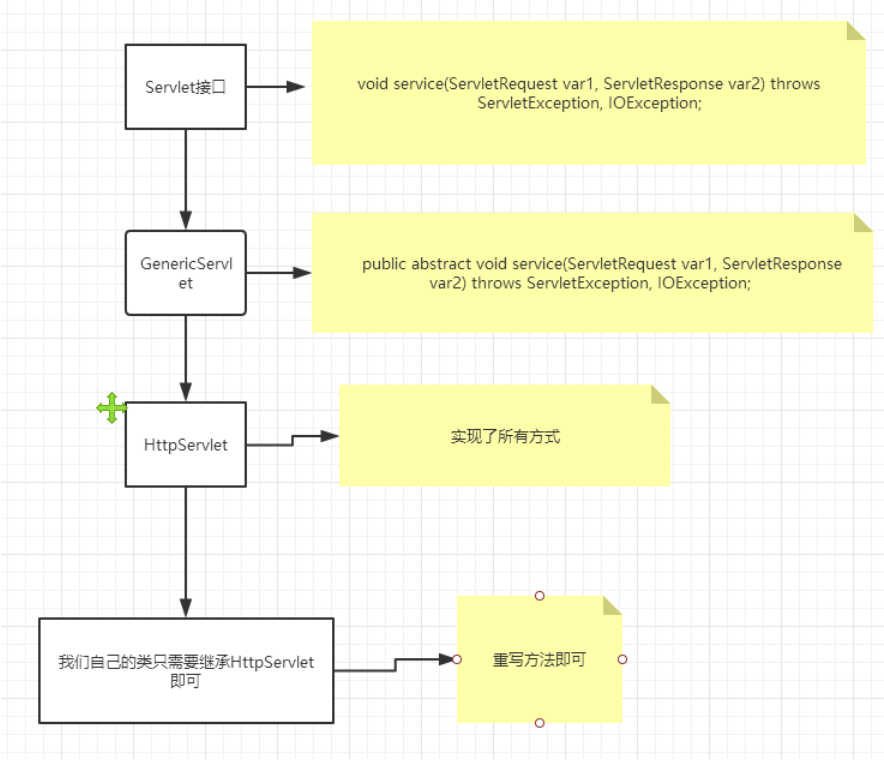 Servlet接口
void service(ServletRequest var1, ServletResponse var2) throws
ServletException, IOException;
GenericServl
et
public abstract void service(ServletRequest var1, ServletResponse
var2) throws ServletException, IOException;
HttpServlet
实现了所有方式
我们自己的类只需要继承HttpServlet
即可
重写方法即可